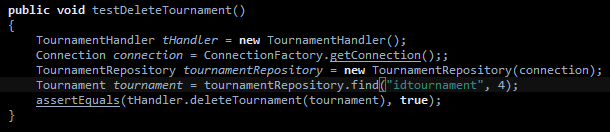 public void testDeleteTournament()
{
TournamentHandler tHandler = new TournamentHandler();
Connection connection = ConnectionFactory.getConnection();;
TournamentRepository tournamentRepository = new TournamentRepository(connection);
Tournament tournament = tournamentRepository.find("idtournament", 4);
assertEquals(tHandler.deleteTournament(tournament), true);
}